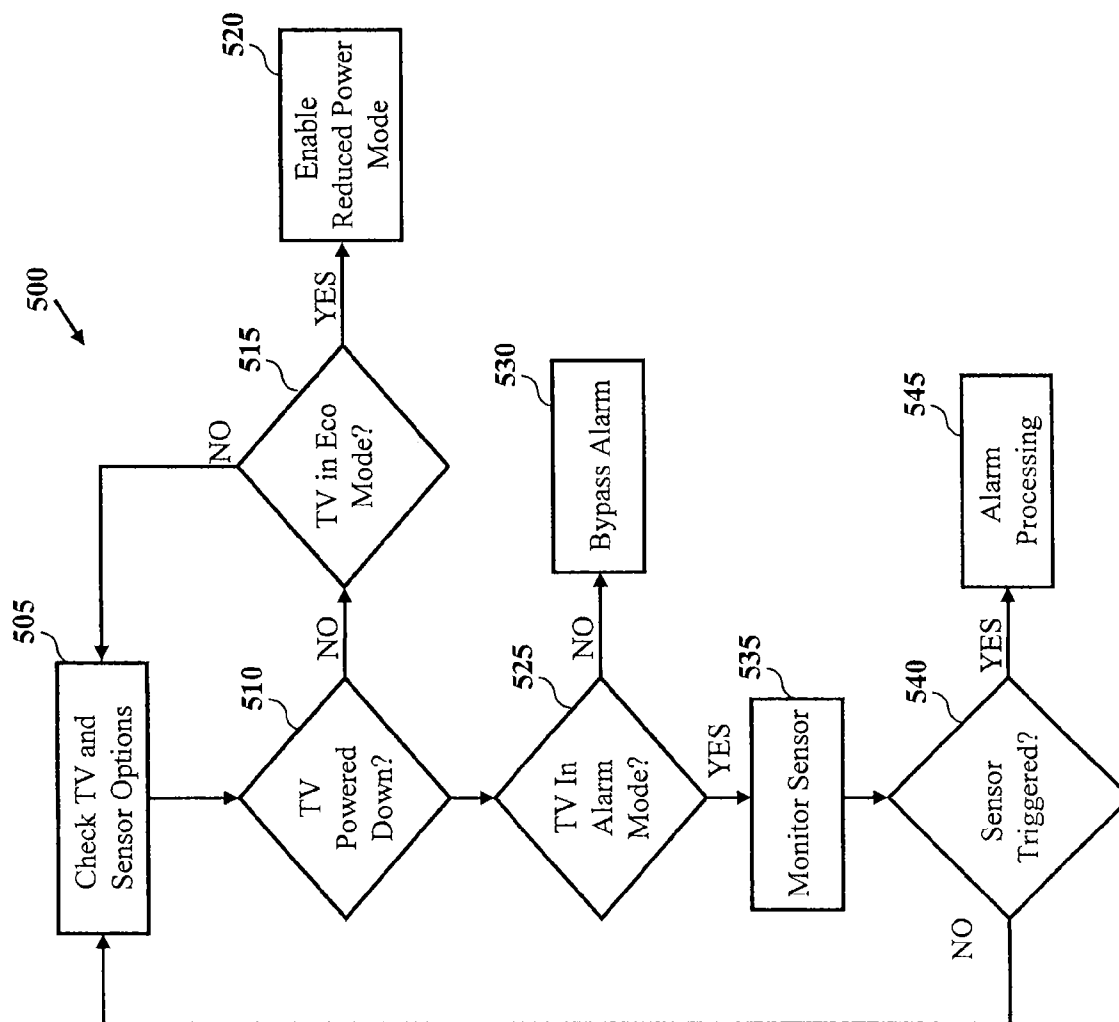 500
505
Check TV and
Sensor Options
510
TV
Powered
Down?
NO
515
TV in Eco
Mode?
NO
YES
520
Enable
Reduced Power
Mode
525
TV In
Alarm
Mode?
NO
530
Bypass Alarm
YES
535
Monitor Sensor
540
Sensor
Triggered?
NO
YES
545
Alarm
Processing